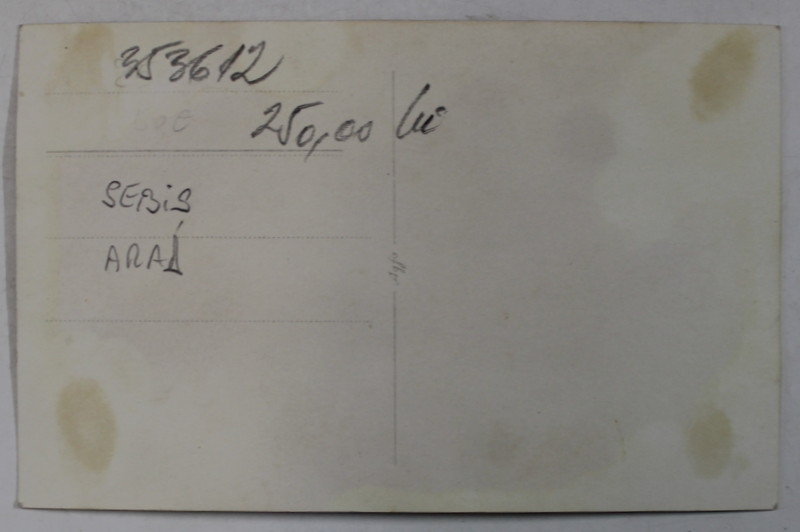 353612
250,00 lei
SEBiS
ARAd